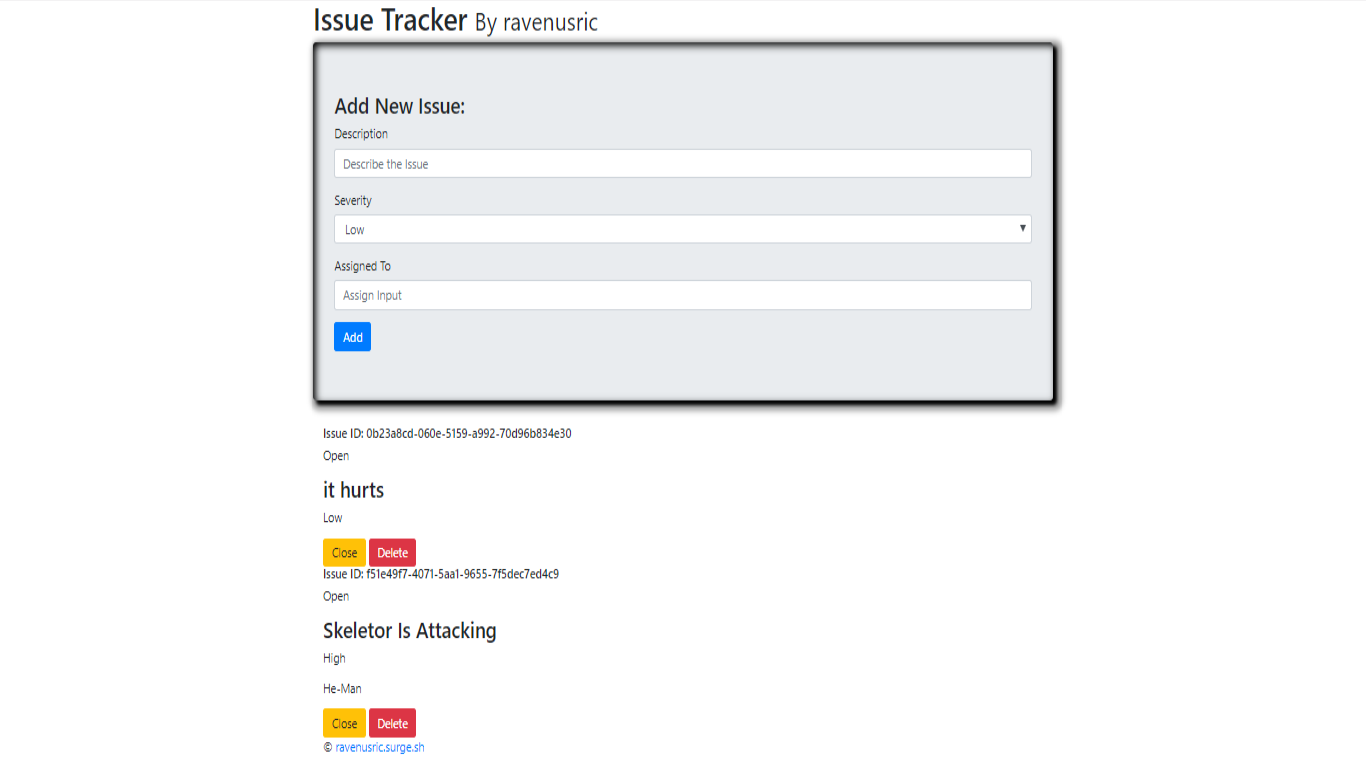 Issue Tracker By ravenusric
Add New Issue:
Description
Describe the Issue
Severity
Low
Assigned To
Assign Input
Add
Issue ID: 0b23a8cd-060e-5159-a992-70d96b834e30
Open
it hurts
Low
Close Delete
Issue ID: f51e49f7-4071-5aa1-9655-7f5dec7ed4c9
Open
Skeletor Is Attacking
High
He-Man
Close Delete
© ravenusric.surge.sh